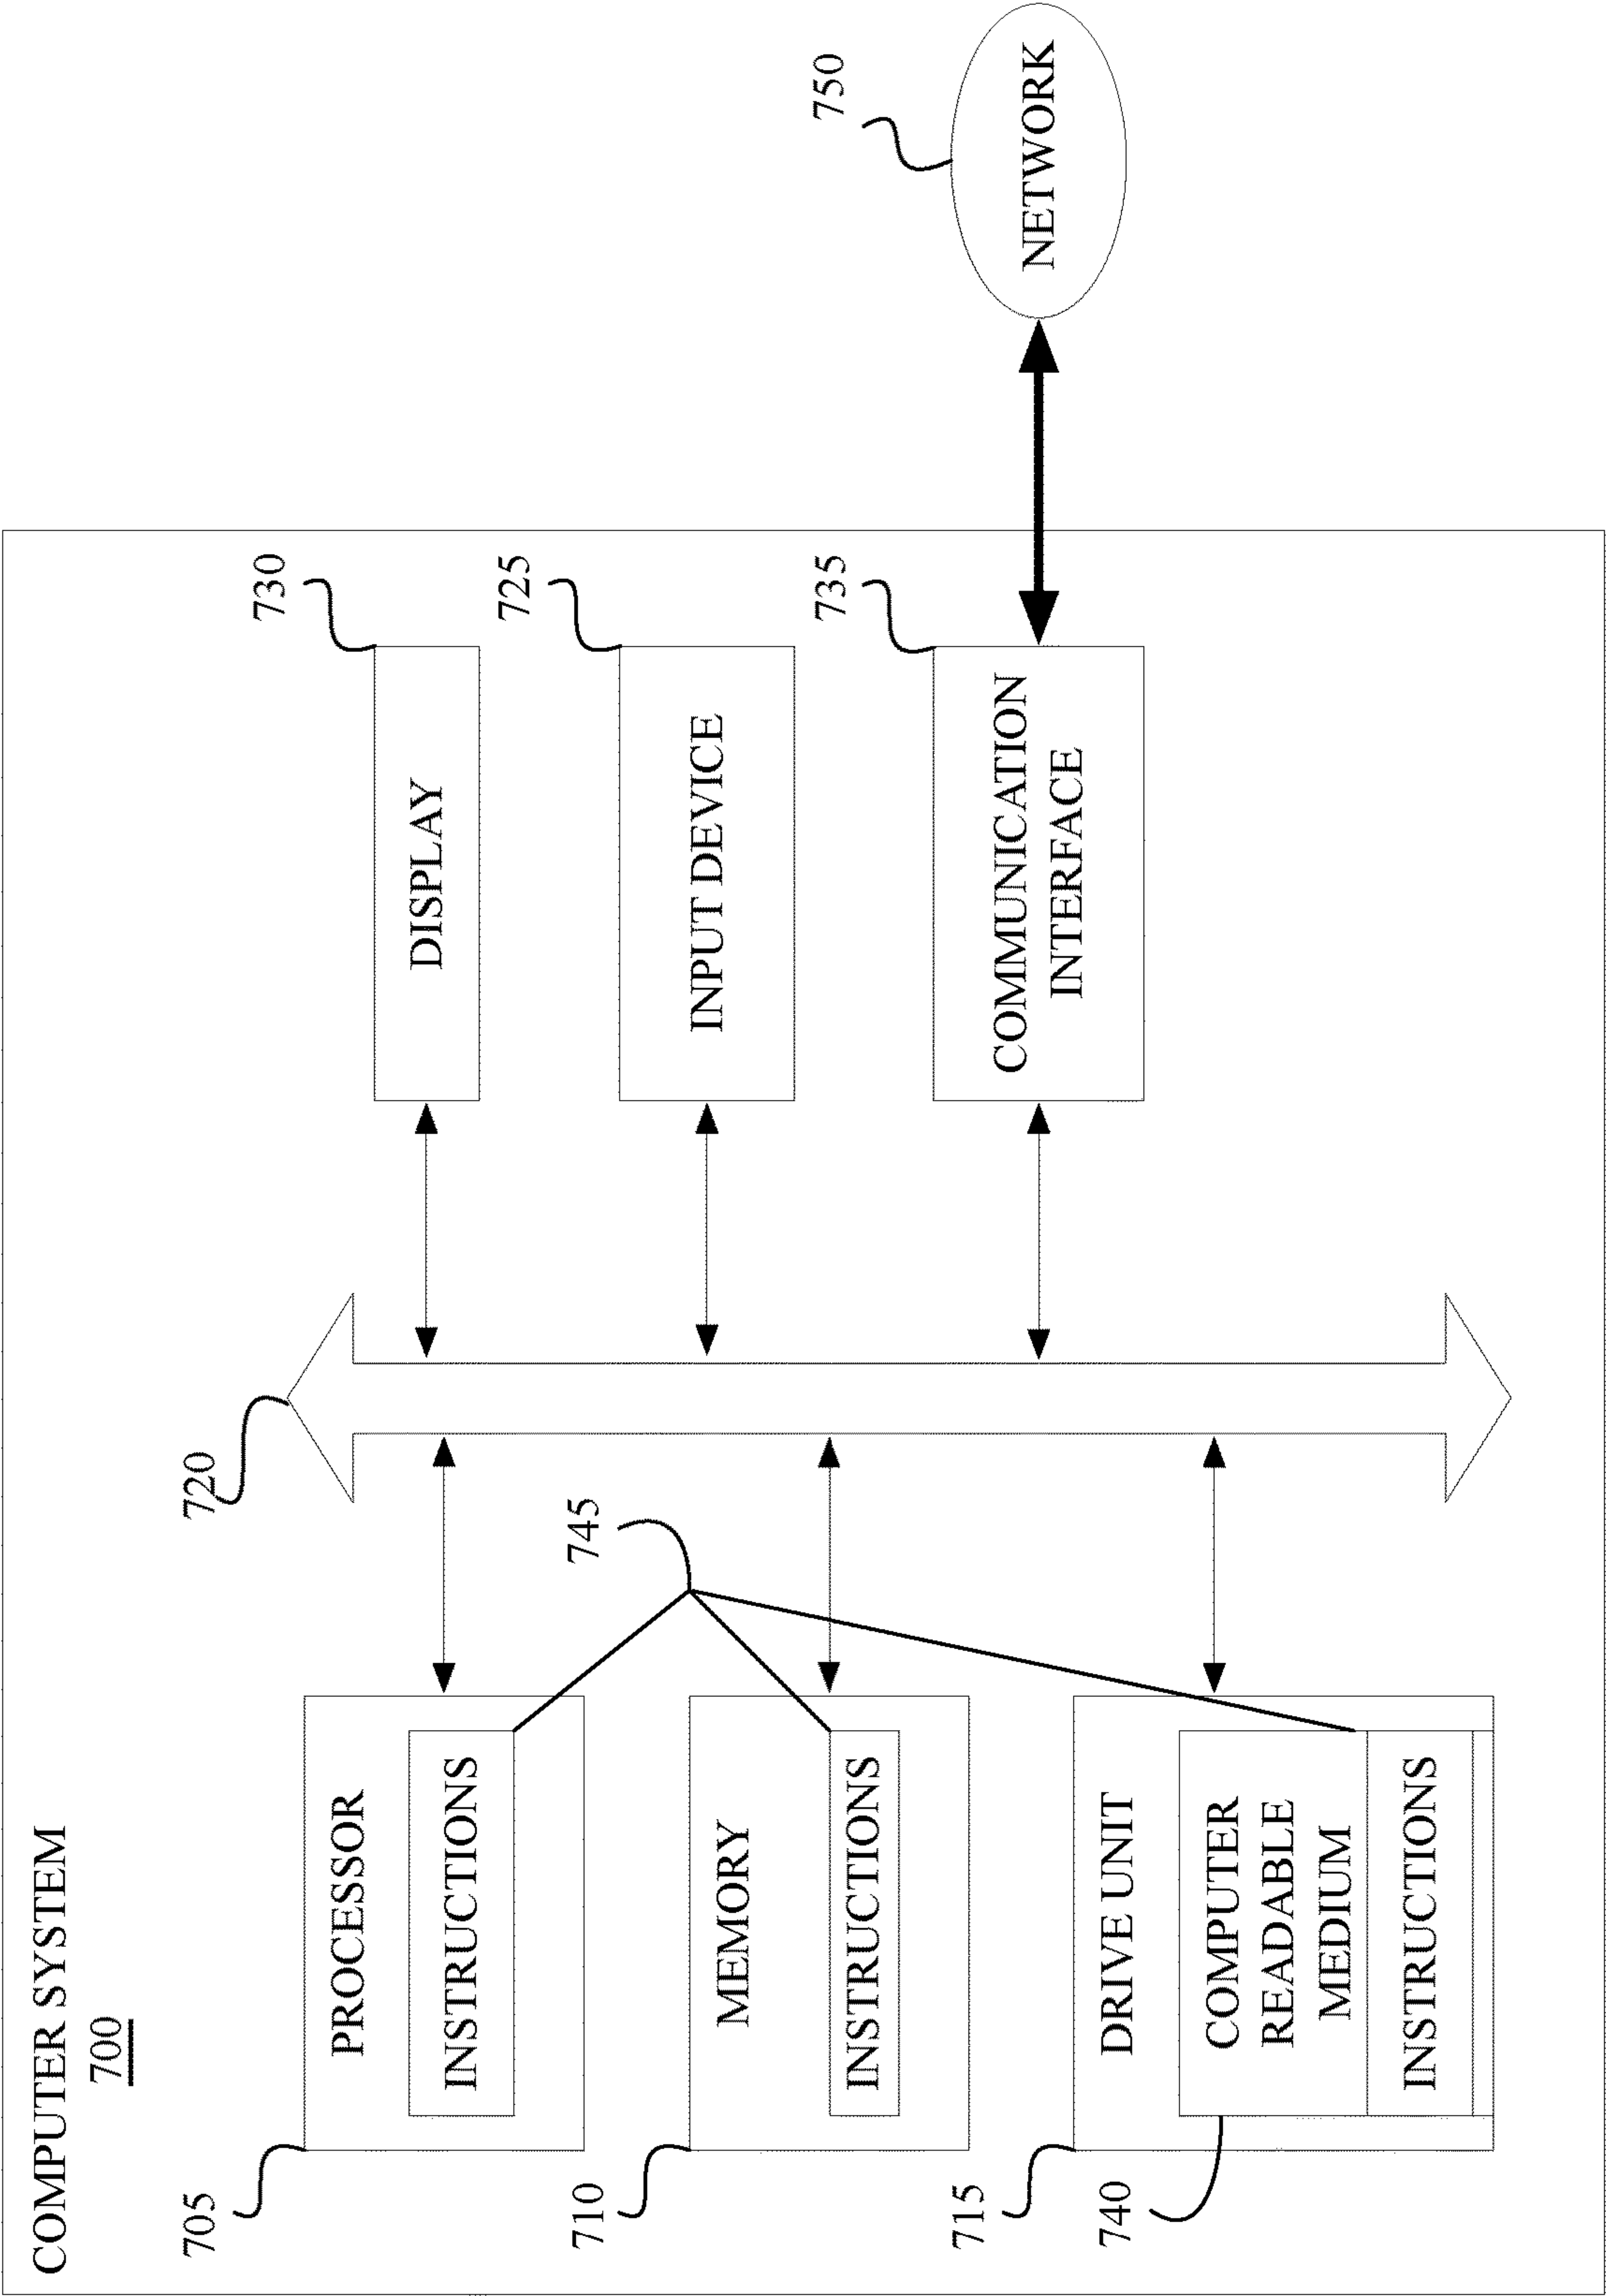 COMPUTER SYSTEM
700
705
PROCESSOR
INSTRUCTIONS
720
730
DISPLAY
745
710
MEMORY
INSTRUCTIONS
725
INPUT DEVICE
715
DRIVE UNIT
740
COMPUTER
READABLE
MEDIUM
INSTRUCTIONS
735
COMMUNICATION
INTERFACE
750
NETWORK